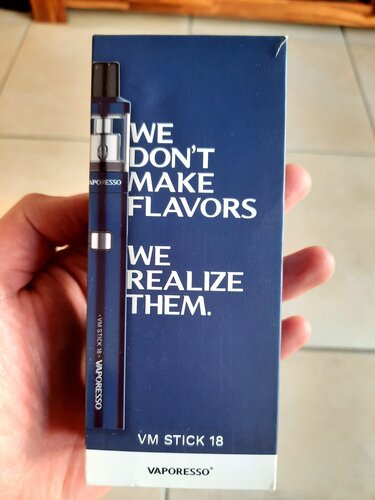 WE
DON'T
MAKE
FLAVORS
WE
REALIZE
THEM.
VAPORESSO
• VM STICK 18 • VAPORESSO
VM STICK 18
VAPORESSO®